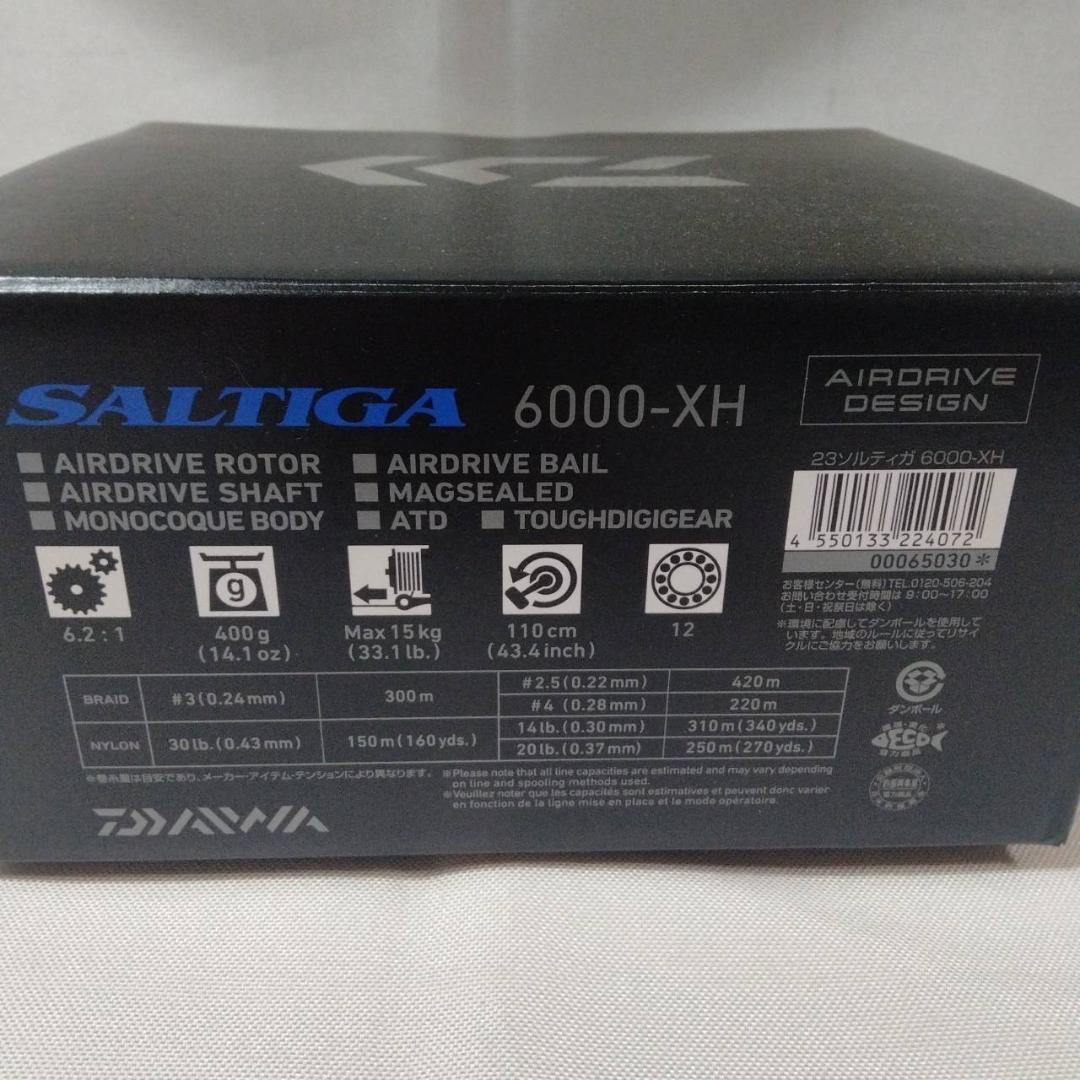 SALTIGA 6000-XH
AIRDRIVE DESIGN
■ AIRDRIVE ROTOR ■ AIRDRIVE BAIL
■ AIRDRIVE SHAFT ■ MAGSEALED
■ MONOCOQUE BODY ■ ATD ■ TOUGHDIGIGEAR
g
6.2:1
400g (14.1oz)
Max 15kg (33.1lb.)
110cm (43.4inch)
12
BRAID #3(0.24mm) 300m #2.5(0.22mm) 420m
#4 (0.28mm) 220m
NYLON 30lb.(0.43mm) 150m(160yds.) 14lb.(0.30mm) 310m(340yds.)
20lb.(0.37mm) 250m(270yds.)
※巻糸量は目安であり、メーカー・アイテム・テンションにより異なります。
※Please note that all line capacities are estimated and may vary depending
on line and spooling methods used.
※Veuillez noter que les capacités sont estimatives et peuvent donc varier
en fonction de la ligne mise en place et le mode opératoire.
DAIWA
23ソルティガ 6000-XH
4 550133 224072
00065030*
お客様センター(無料)TEL.0120-506-204
お問い合わせ受付時間は 9:00〜17:00
(土・日・祝祭日は除く)
※環境に配慮してダンボールを使用して
います。地域のルールに従ってリサイ
クルにご協力をお願いします。
ダンボール
ECO